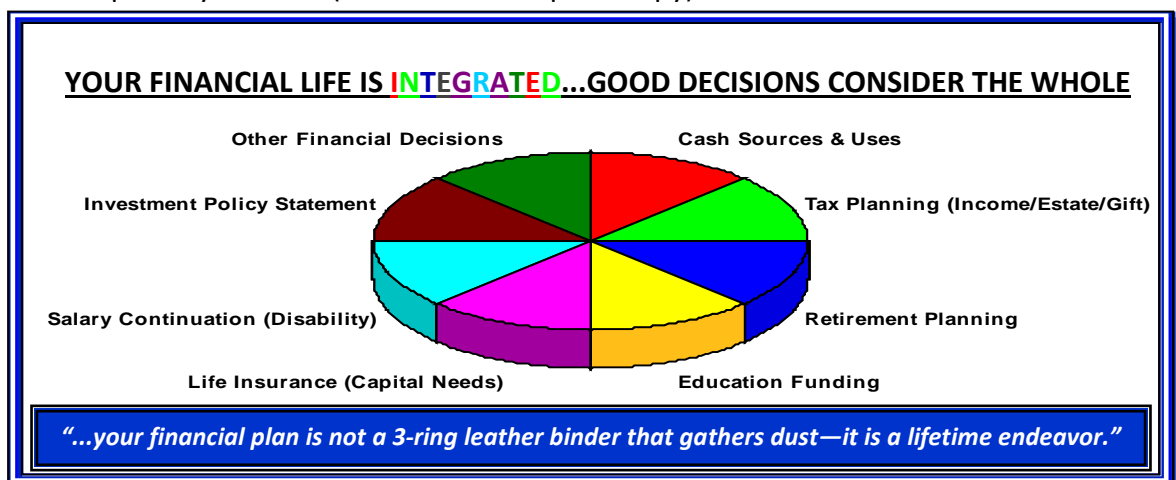 YOUR FINANCIAL LIFE IS INTEGRATED...GOOD DECISIONS CONSIDER THE WHOLE
Other Financial Decisions
Cash Sources & Uses
Investment Policy Statement
Tax Planning (Income/Estate/Gift)
Salary Continuation (Disability)
Retirement Planning
Life Insurance (Capital Needs)
Education Funding
“...your financial plan is not a 3-ring leather binder that gathers dust—it is a lifetime endeavor.”